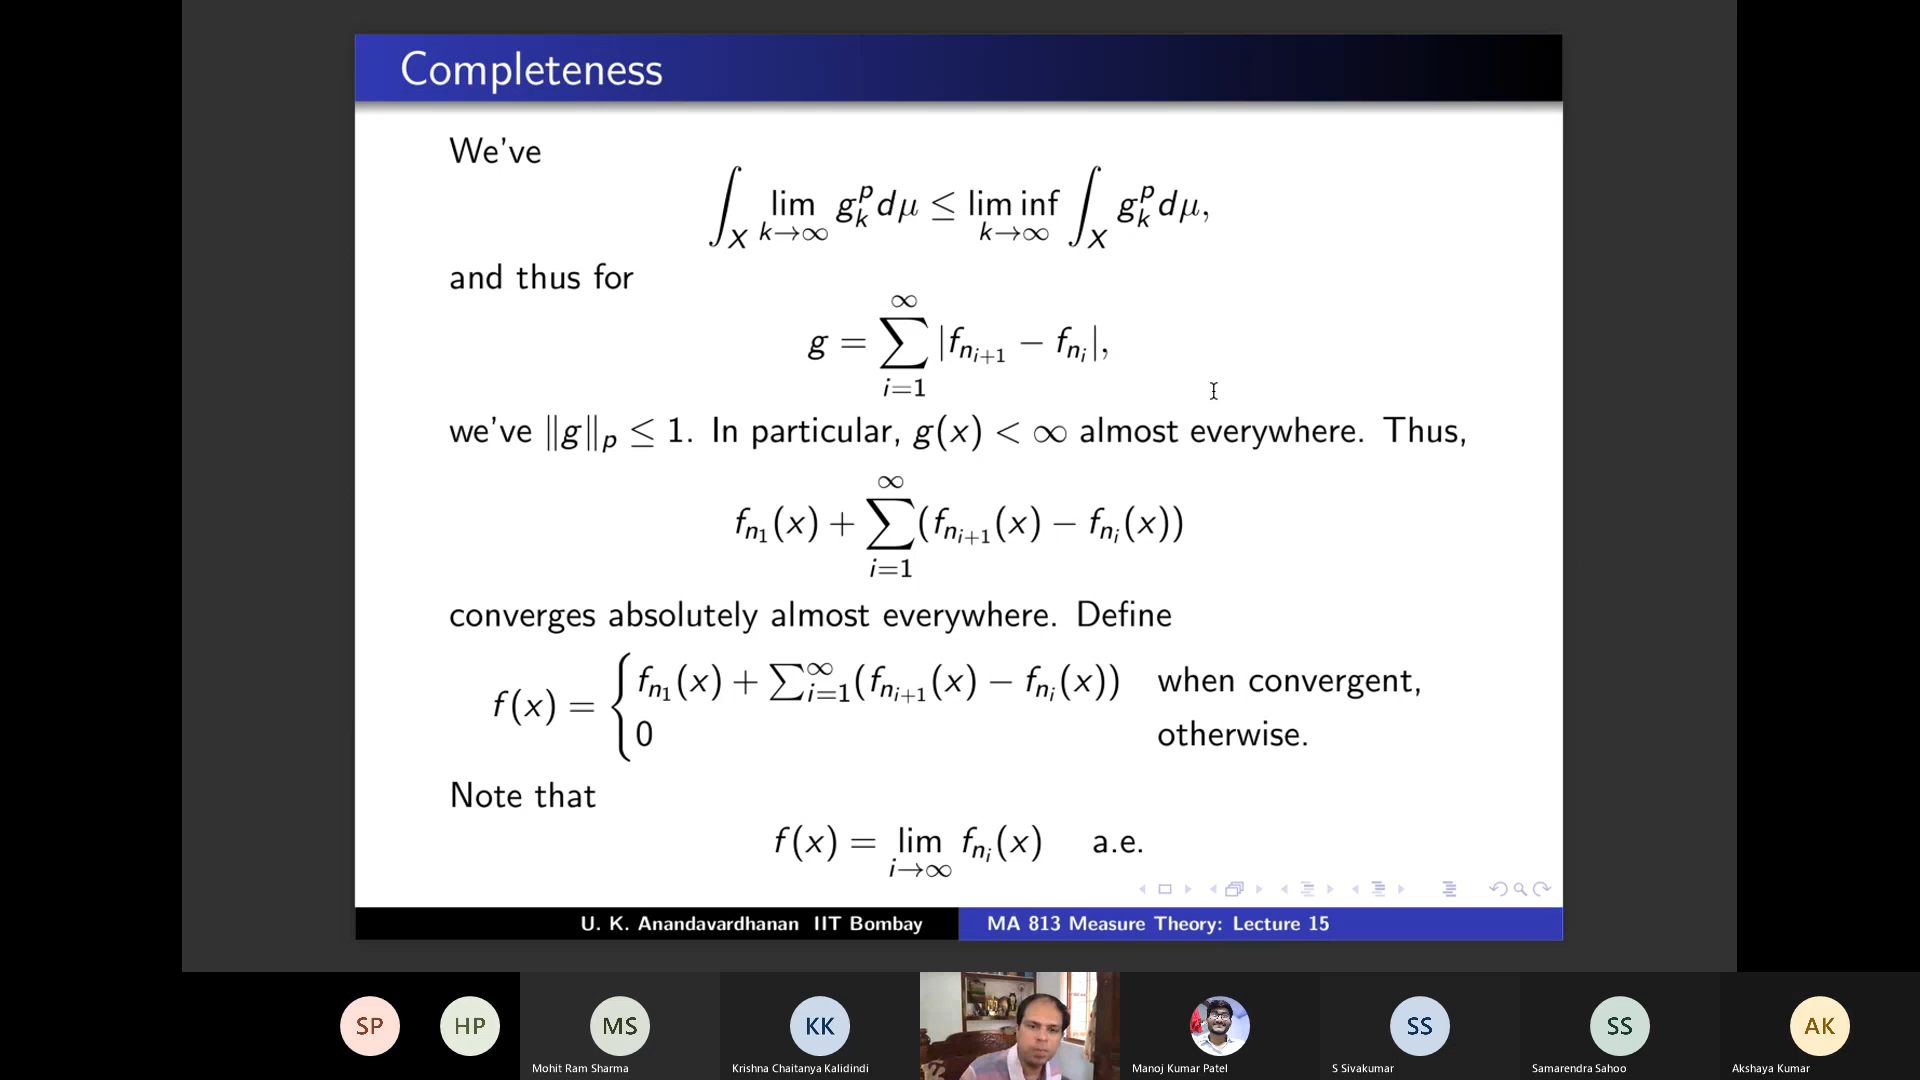 Completeness
We've
∫_X lim_{k→∞} g_k^p dμ ≤ lim inf_{k→∞} ∫_X g_k^p dμ,
and thus for
g = ∑_{i=1}^∞ |f_{n_{i+1}} − f_{n_i}|,
we've ‖g‖_p ≤ 1. In particular, g(x) < ∞ almost everywhere. Thus,
f_{n_1}(x) + ∑_{i=1}^∞ (f_{n_{i+1}}(x) − f_{n_i}(x))
converges absolutely almost everywhere. Define
f(x) = { f_{n_1}(x) + ∑_{i=1}^∞ (f_{n_{i+1}}(x) − f_{n_i}(x)) when convergent,
0 otherwise.
Note that
f(x) = lim_{i→∞} f_{n_i}(x) a.e.
U. K. Anandavardhanan IIT Bombay MA 813 Measure Theory: Lecture 15
SP HP MS KK SS SS AK
Mohit Ram Sharma Krishna Chaitanya Kalidindi Manoj Kumar Patel S Sivakumar Samarendra Sahoo Akshaya Kumar